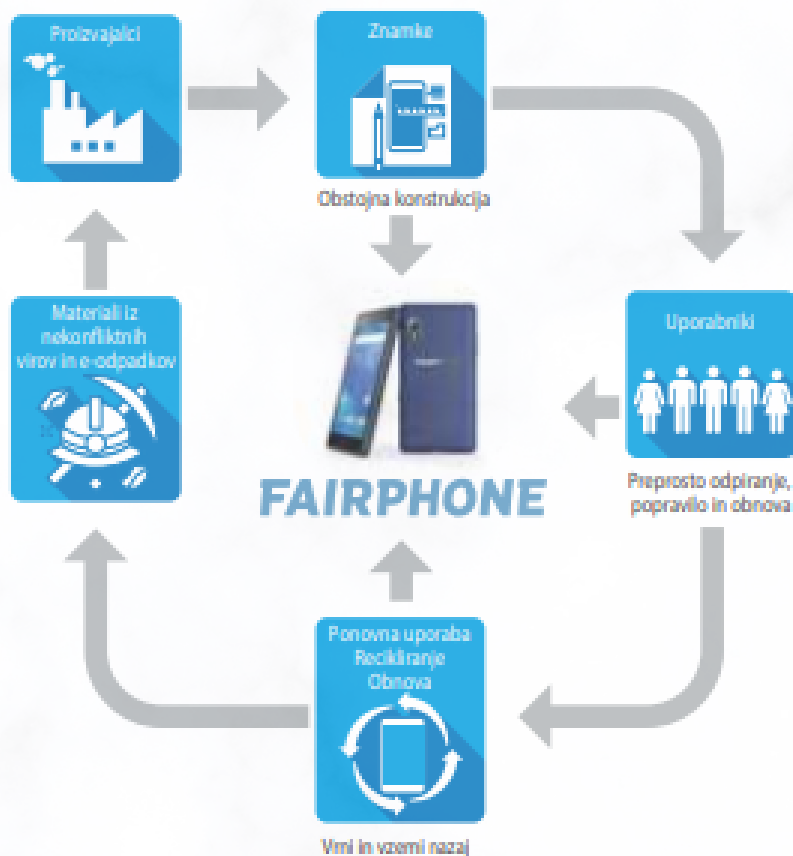 Proizvajalci
Znamke
Obstojna konstrukcija
Materiali iz
nekonfliktnih
virov in e-odpadkov
Uporabniki
Preprosto odpiranje,
popravilo in obnova
FAIRPHONE
Ponovna uporaba
Recikliranje
Obnova
Vrni in vzemi nazaj